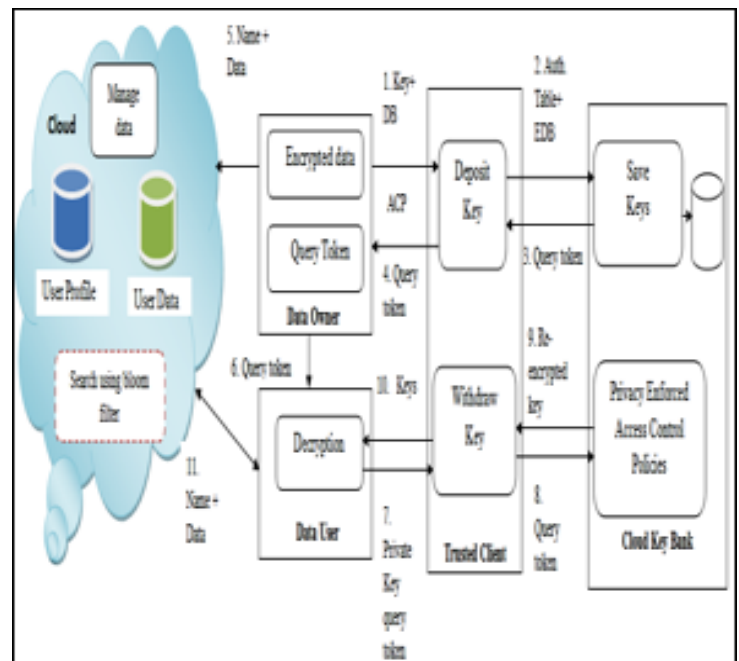 5. Name +
Data
Manage
data
Cloud
User Profile
User Data
Search using bloom
filter
1. Key+
DB
2. Auth
Table+
EDB
Encrypted data
Deposit
Key
Save
Keys
ACP
Query Token
3. Query token
4. Query
token
Data Owner
6. Query token
9. Re-
encrypted
key
10. Keys
Withdraw
Key
Privacy Enforced
Access Control
Policies
Decryption
11.
Name +
Data
Data User
7.
Private
Key
query
token
Trusted Client
8.
Query
token
Cloud Key Bank